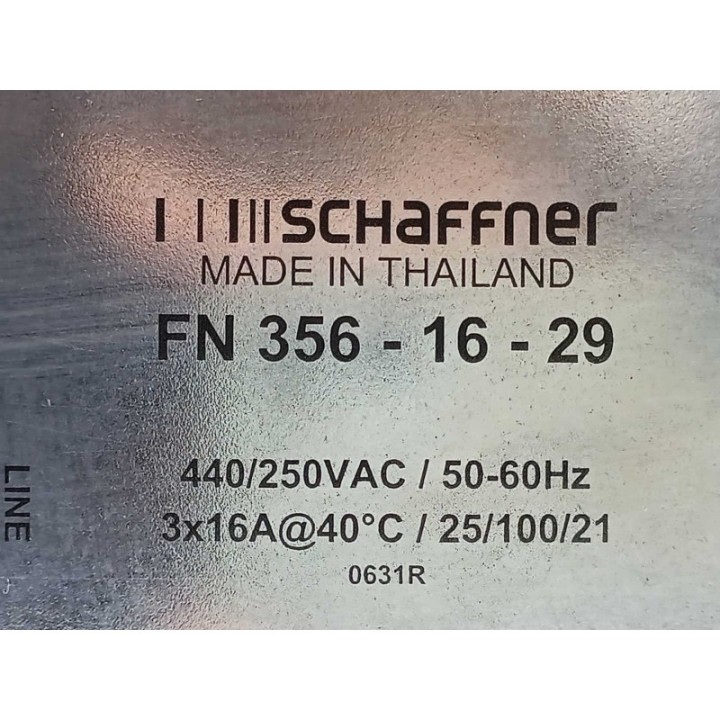 SCHAFFNER
MADE IN THAILAND
FN 356 - 16 - 29
440/250VAC / 50-60Hz
3x16A@40°C / 25/100/21
0631R
LINE